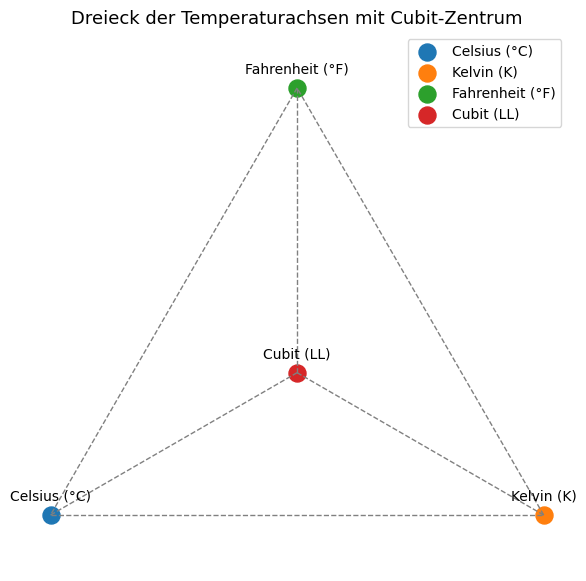 Dreieck der Temperaturachsen mit Cubit-Zentrum
Celsius (°C)
Kelvin (K)
Fahrenheit (°F)
Cubit (LL)
Fahrenheit (°F)
Cubit (LL)
Celsius (°C)
Kelvin (K)